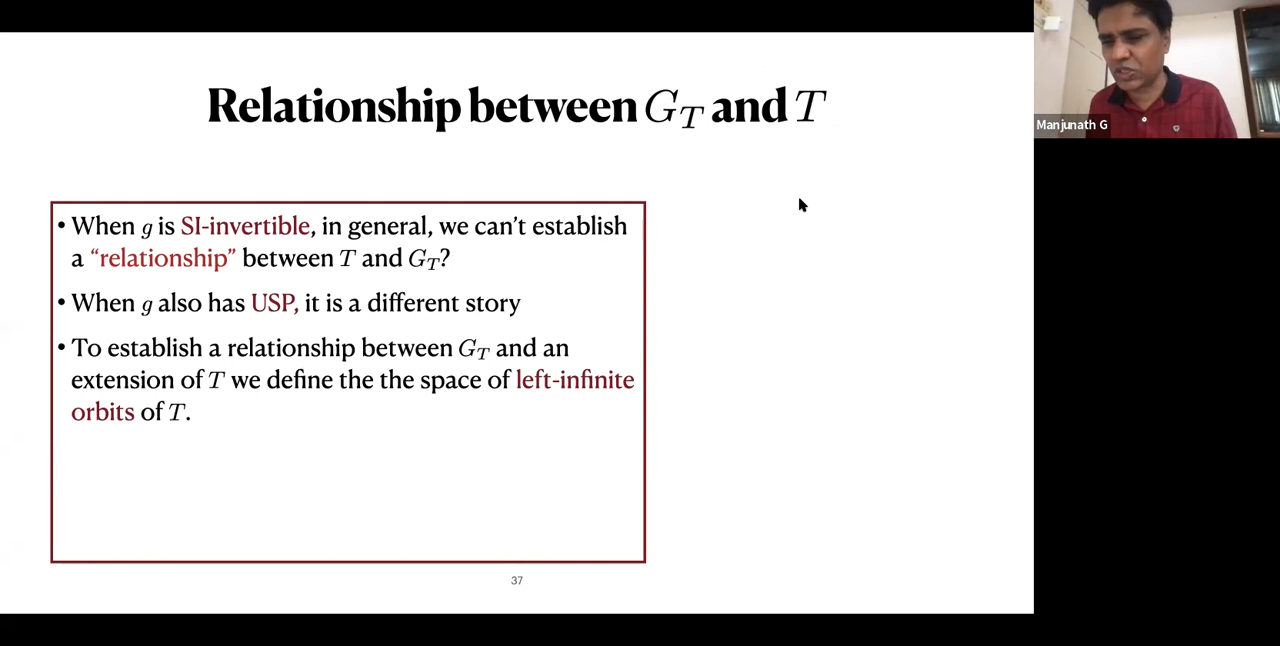 Relationship between G_T and T
• When g is SI-invertible, in general, we can’t establish
a “relationship” between T and G_T?
• When g also has USP, it is a different story
• To establish a relationship between G_T and an
extension of T we define the the space of left-infinite
orbits of T.
37
Manjunath G